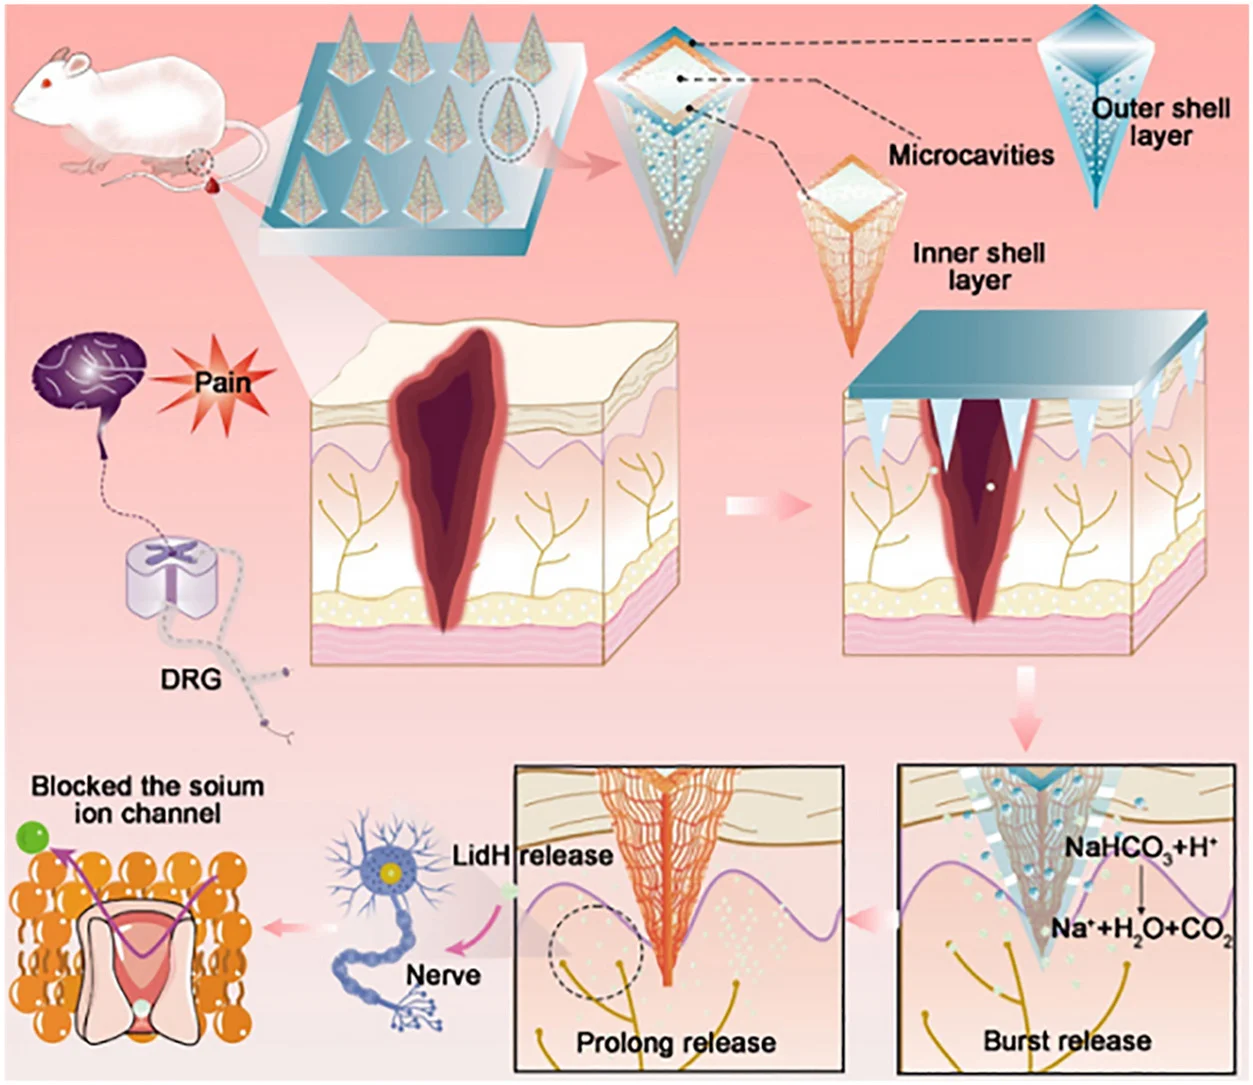 Outer shell
layer
Microcavities
Inner shell
layer
Pain
DRG
Blocked the soium
ion channel
LidH release
Nerve
Prolong release
NaHCO₃+H⁺
Na⁺+H₂O+CO₂
Burst release